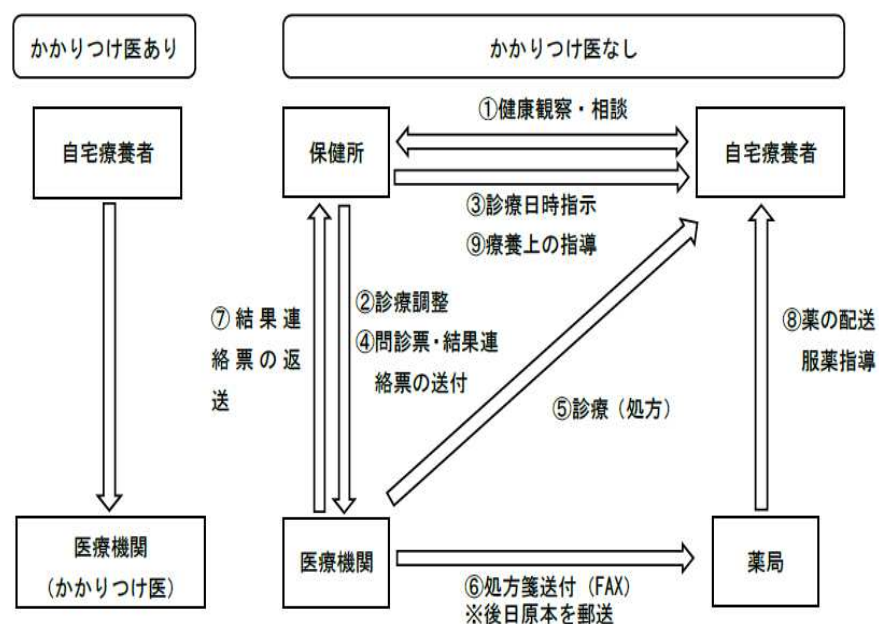 かかりつけ医あり
かかりつけ医なし
自宅療養者
保健所
①健康観察・相談
自宅療養者
③診療日時指示
⑨療養上の指導
②診療調整
④問診票・結果連
絡票の送付
⑦結果連
絡票の返
送
⑤診療（処方）
⑧薬の配送
服薬指導
医療機関
（かかりつけ医）
医療機関
⑥処方箋送付（FAX）
※後日原本を郵送
薬局